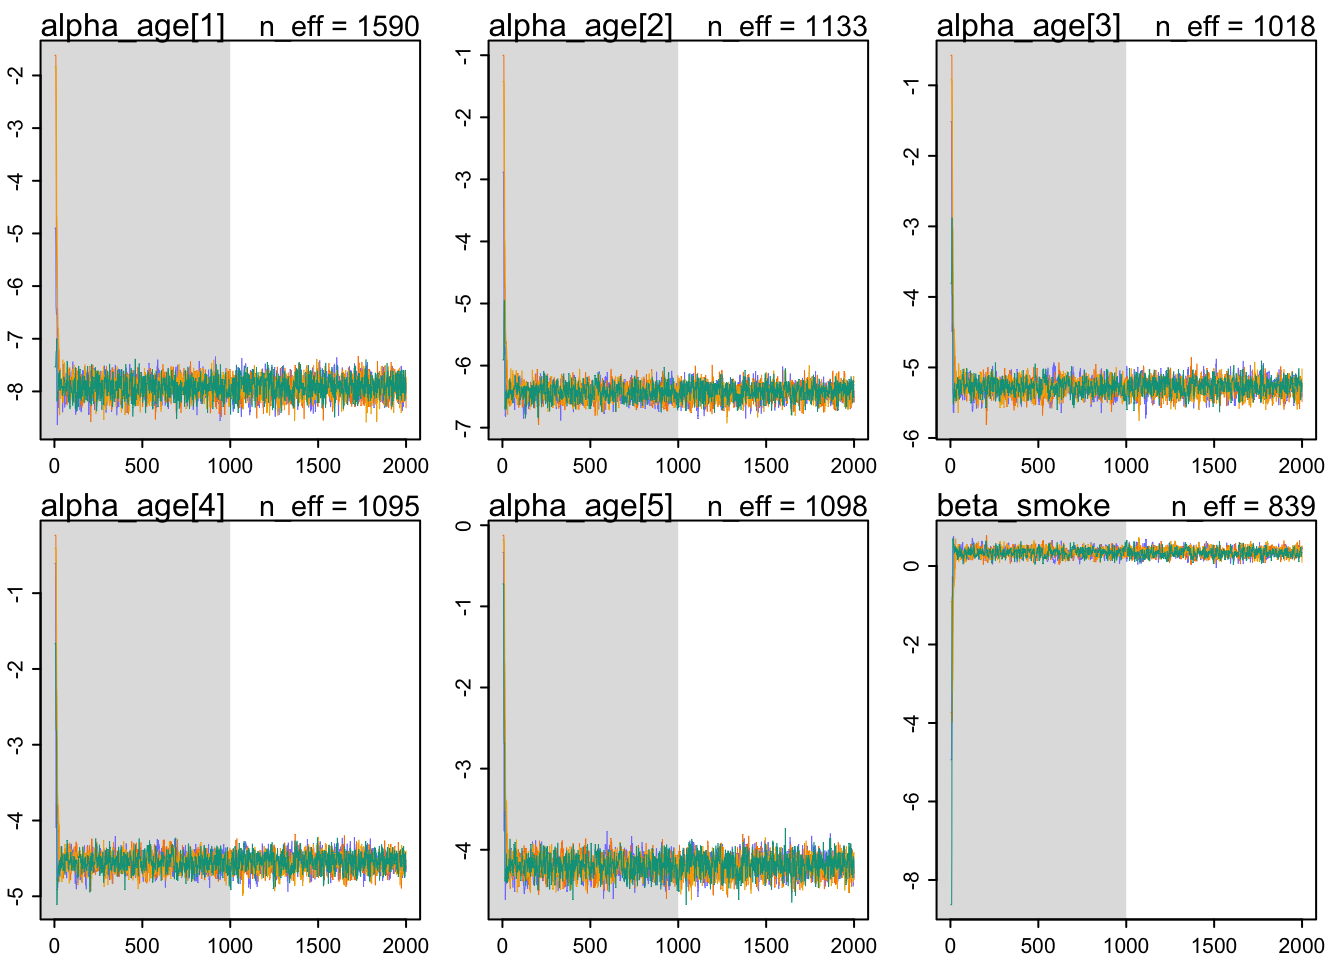 alpha_age[1] n_eff = 1590
-2
-3
-4
-5
-6
-7
-8
0 500 1000 1500 2000
alpha_age[2] n_eff = 1133
-1
-2
-3
-4
-5
-6
-7
0 500 1000 1500 2000
alpha_age[3] n_eff = 1018
-1
-2
-3
-4
-5
-6
0 500 1000 1500 2000
alpha_age[4] n_eff = 1095
-1
-2
-3
-4
-5
0 500 1000 1500 2000
alpha_age[5] n_eff = 1098
0
-1
-2
-3
-4
0 500 1000 1500 2000
beta_smoke n_eff = 839
0
-2
-4
-6
-8
0 500 1000 1500 2000